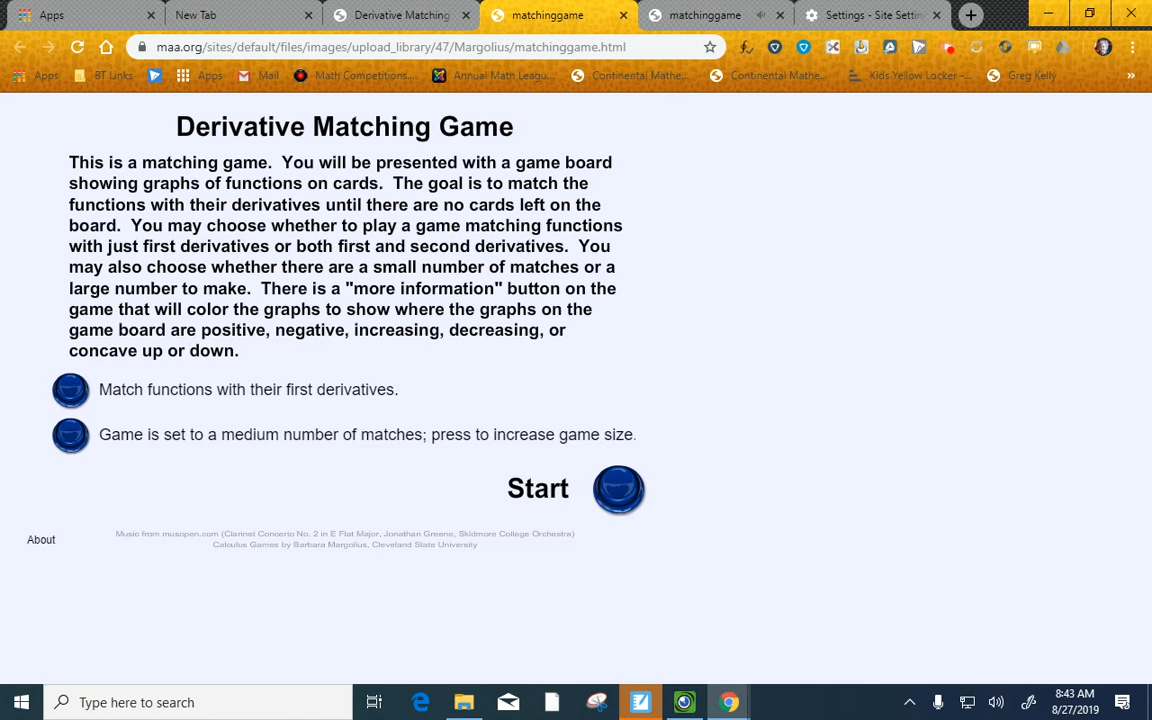 Apps
New Tab
Derivative Matching
matchinggame
matchinggame
Settings - Site Settin
maa.org/sites/default/files/images/upload_library/47/Margolius/matchinggame.html
Apps
BT Links
Apps
Mail
Math Competitions...
Annual Math Leagu...
Continental Mathe...
Continental Mathe...
Kids Yellow Locker -...
Greg Kelly
»
Derivative Matching Game
This is a matching game. You will be presented with a game board
showing graphs of functions on cards. The goal is to match the
functions with their derivatives until there are no cards left on the
board. You may choose whether to play a game matching functions
with just first derivatives or both first and second derivatives. You
may also choose whether there are a small number of matches or a
large number to make. There is a "more information" button on the
game that will color the graphs to show where the graphs on the
game board are positive, negative, increasing, decreasing, or
concave up or down.
Match functions with their first derivatives.
Game is set to a medium number of matches; press to increase game size.
Start
Music from musopen.com (Clarinet Concerto No. 2 in E Flat Major, Jonathan Greene, Skidmore College Orchestra)
About
Calculus Games by Barbara Margolius, Cleveland State University
Type here to search
8:43 AM
8/27/2019